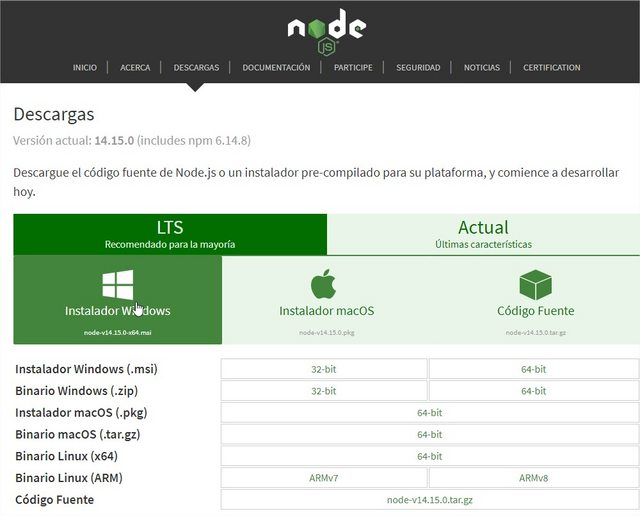 node
JS
INICIO | ACERCA | DESCARGAS | DOCUMENTACIÓN | PARTICIPE | SEGURIDAD | NOTICIAS | CERTIFICATION
Descargas
Versión actual: 14.15.0 (includes npm 6.14.8)
Descargue el código fuente de Node.js o un instalador pre-compilado para su plataforma, y comience a desarrollar
hoy.
LTS
Recomendado para la mayoría
Actual
Últimas características
Instalador Windows
node-v14.15.0-x64.msi
Instalador macOS
node-v14.15.0.pkg
Código Fuente
node-v14.15.0.tar.gz
Instalador Windows (.msi) 32-bit 64-bit
Binario Windows (.zip) 32-bit 64-bit
Instalador macOS (.pkg) 64-bit
Binario macOS (.tar.gz) 64-bit
Binario Linux (x64) 64-bit
Binario Linux (ARM) ARMv7 ARMv8
Código Fuente node-v14.15.0.tar.gz